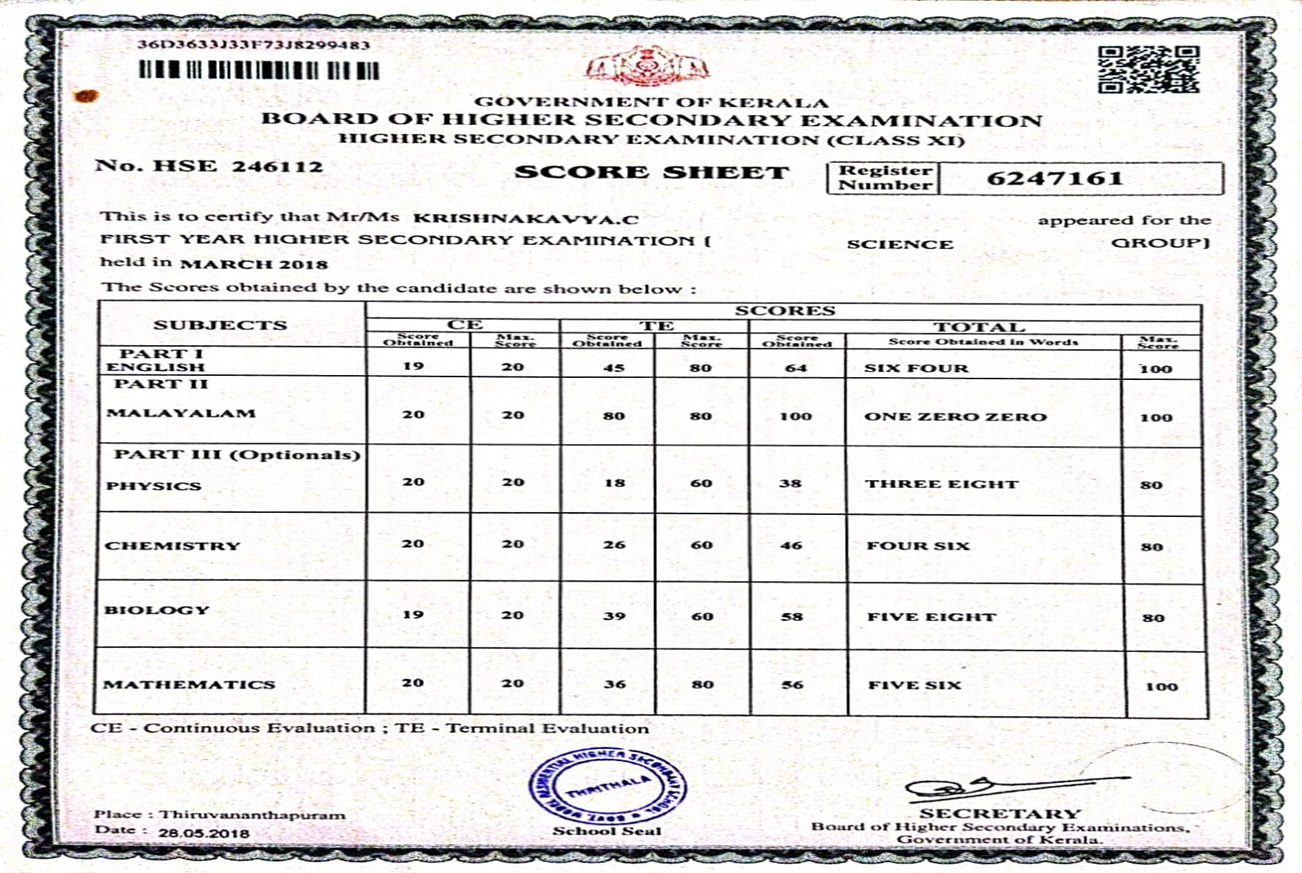 36D3633J33F73J8299483
GOVERNMENT OF KERALA
BOARD OF HIGHER SECONDARY EXAMINATION
HIGHER SECONDARY EXAMINATION (CLASS XI)
No. HSE 246112
SCORE SHEET
Register Number 6247161
This is to certify that Mr/Ms KRISHNAKAVYA.C appeared for the
FIRST YEAR HIGHER SECONDARY EXAMINATION [ SCIENCE GROUP]
held in MARCH 2018
The Scores obtained by the candidate are shown below :
SUBJECTS SCORES
CE TE TOTAL
Score Obtained Max. Score Score Obtained Max. Score Score Obtained Score Obtained in Words Max. Score
PART I
ENGLISH 19 20 45 80 64 SIX FOUR 100
PART II
MALAYALAM 20 20 80 80 100 ONE ZERO ZERO 100
PART III (Optionals)
PHYSICS 20 20 18 60 38 THREE EIGHT 80
CHEMISTRY 20 20 26 60 46 FOUR SIX 80
BIOLOGY 19 20 39 60 58 FIVE EIGHT 80
MATHEMATICS 20 20 36 80 56 FIVE SIX 100
CE - Continuous Evaluation ; TE - Terminal Evaluation
RESIDENTIAL HIGHER SECONDARY SCHOOL
THRITHALA
Place : Thiruvananthapuram
Date : 28.05.2018
School Seal
SECRETARY
Board of Higher Secondary Examinations,
Government of Kerala.